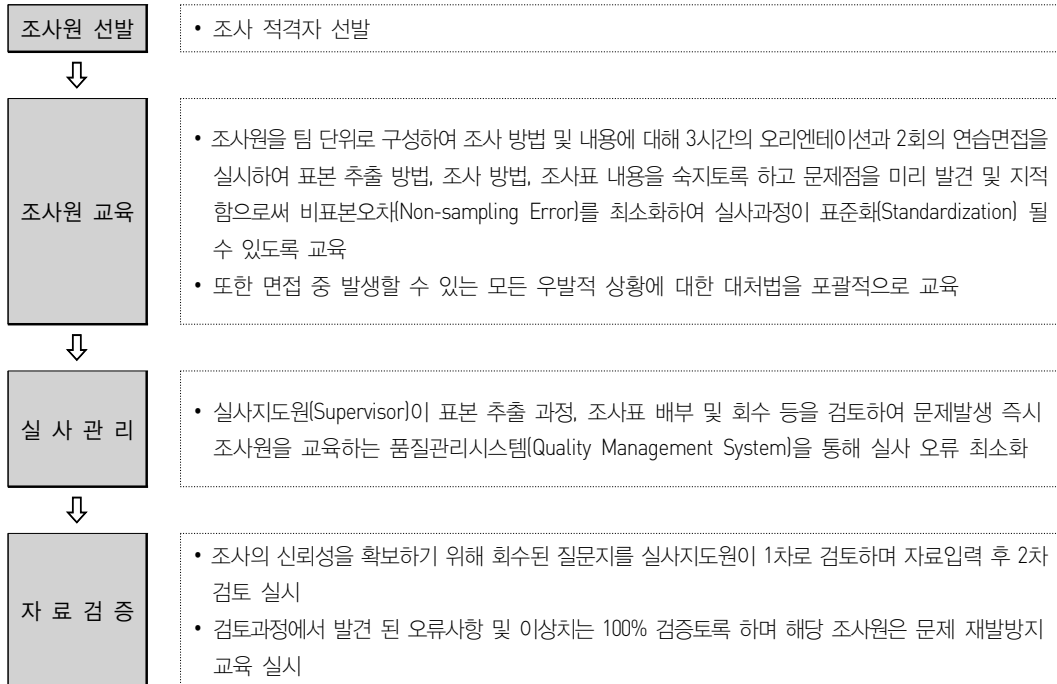 조사원 선발
• 조사 적격자 선발
조사원 교육
• 조사원을 팀 단위로 구성하여 조사 방법 및 내용에 대해 3시간의 오리엔테이션과 2회의 연습면접을
실시하여 표본 추출 방법, 조사 방법, 조사표 내용을 숙지토록 하고 문제점을 미리 발견 및 지적
함으로써 비표본오차(Non-sampling Error)를 최소화하여 실사과정이 표준화(Standardization) 될
수 있도록 교육
• 또한 면접 중 발생할 수 있는 모든 우발적 상황에 대한 대처법을 포괄적으로 교육
실 사 관 리
• 실사지도원(Supervisor)이 표본 추출 과정, 조사표 배부 및 회수 등을 검토하여 문제발생 즉시
조사원을 교육하는 품질관리시스템(Quality Management System)을 통해 실사 오류 최소화
자 료 검 증
• 조사의 신뢰성을 확보하기 위해 회수된 질문지를 실사지도원이 1차로 검토하며 자료입력 후 2차
검토 실시
• 검토과정에서 발견 된 오류사항 및 이상치는 100% 검증토록 하며 해당 조사원은 문제 재발방지
교육 실시